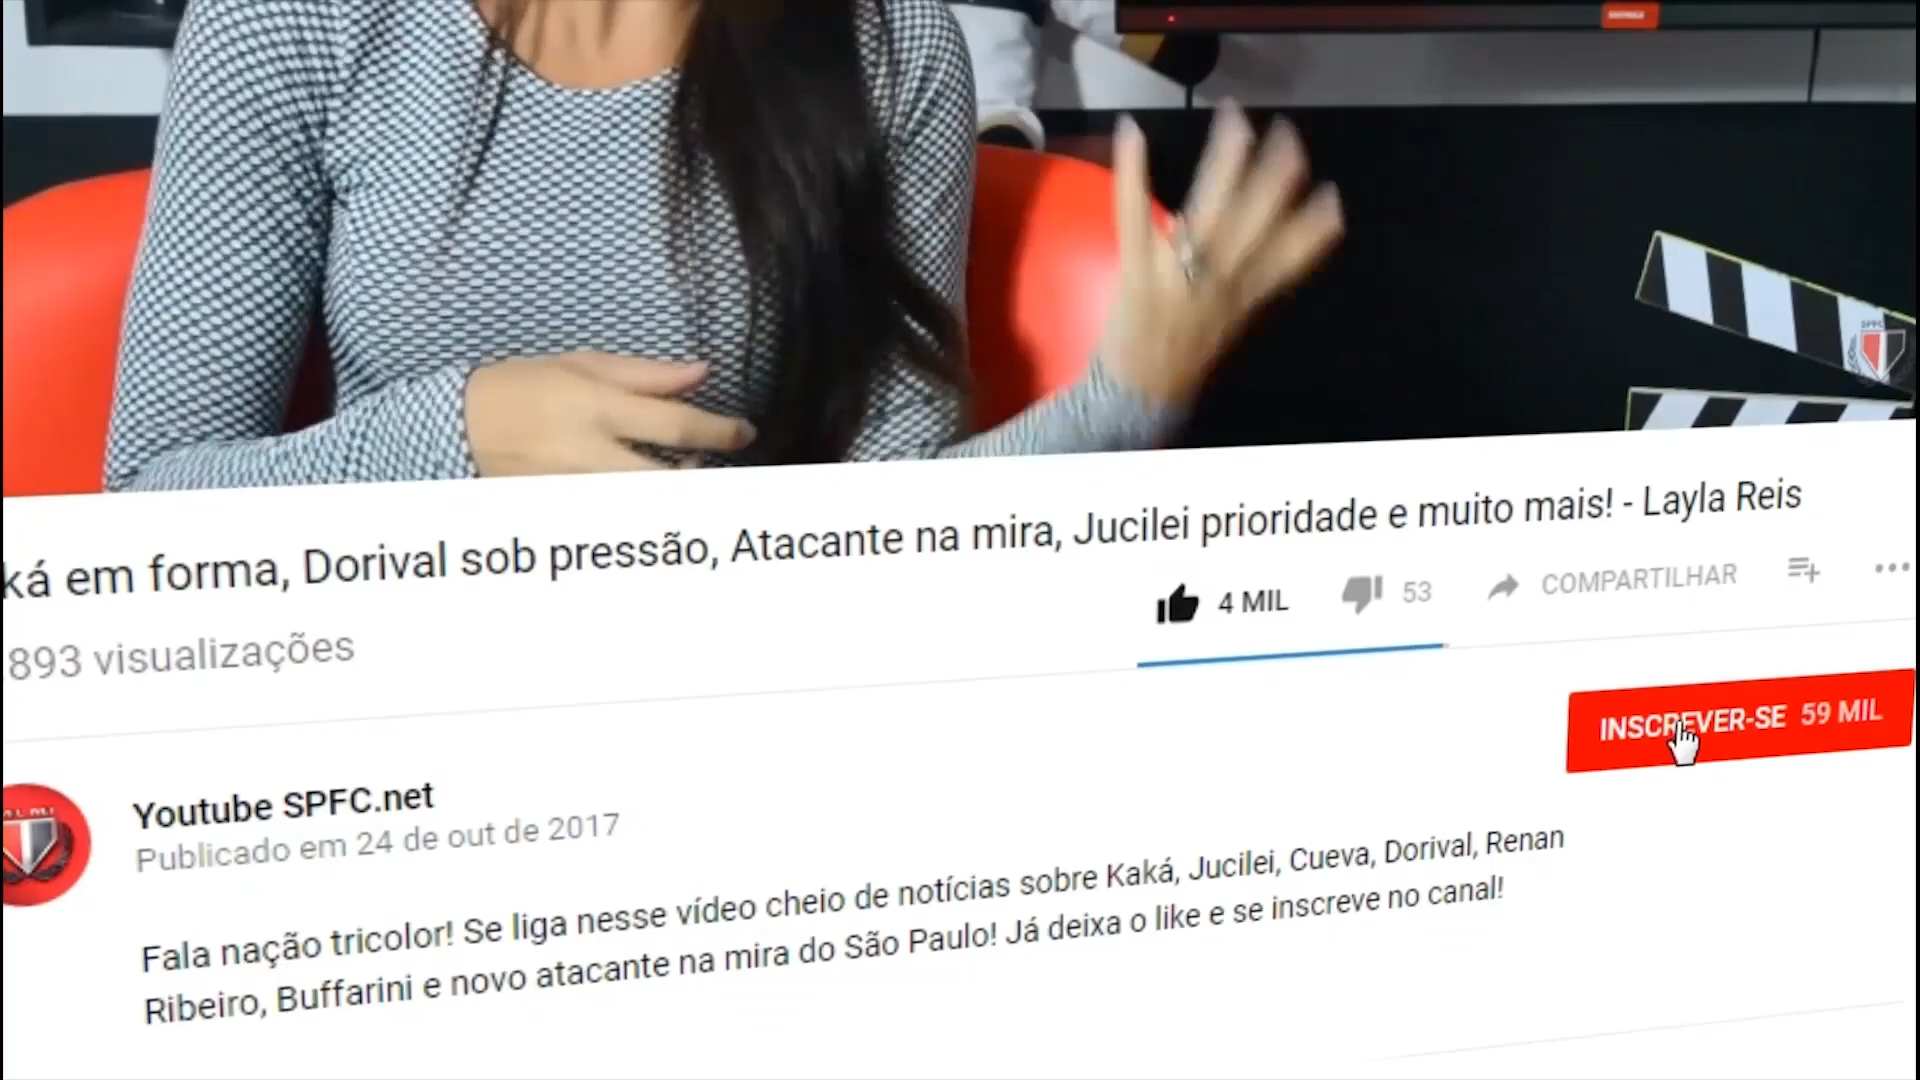 SPFC
ká em forma, Dorival sob pressão, Atacante na mira, Jucilei prioridade e muito mais! - Layla Reis
893 visualizações
4 MIL
53
COMPARTILHAR
INSCREVER-SE 59 MIL
Youtube SPFC.net
Publicado em 24 de out de 2017
Fala nação tricolor! Se liga nesse vídeo cheio de notícias sobre Kaká, Jucilei, Cueva, Dorival, Renan
Ribeiro, Buffarini e novo atacante na mira do São Paulo! Já deixa o like e se inscreve no canal!